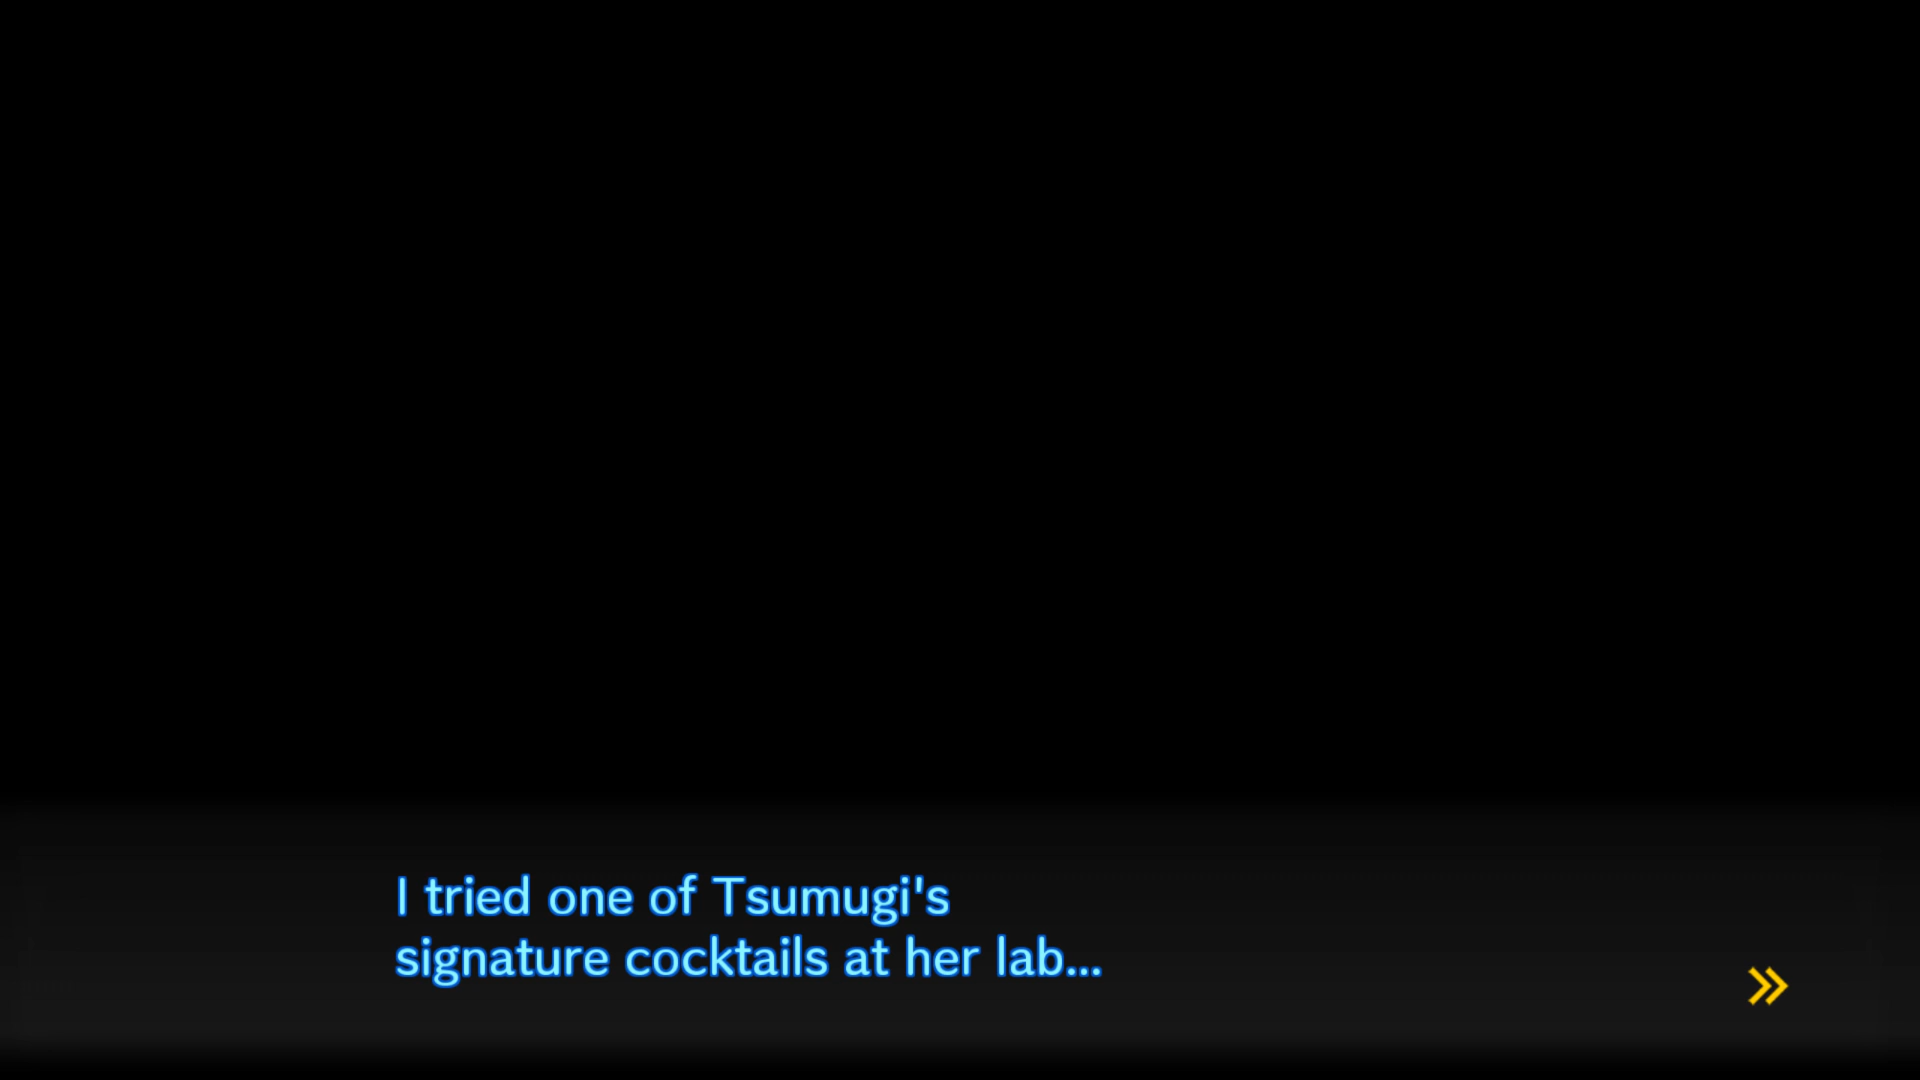 I tried one of Tsumugi's
signature cocktails at her lab...